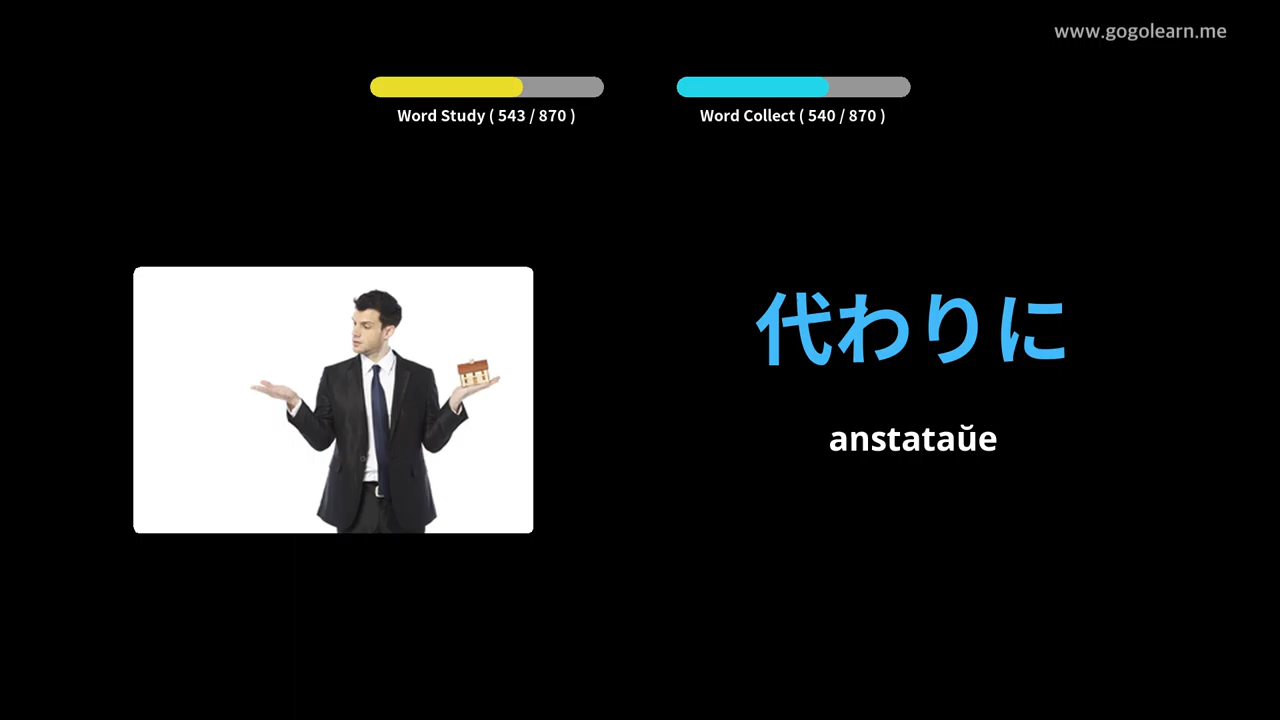 www.gogolearn.me
Word Study ( 543 / 870 )
Word Collect ( 540 / 870 )
代わりに
anstataŭe